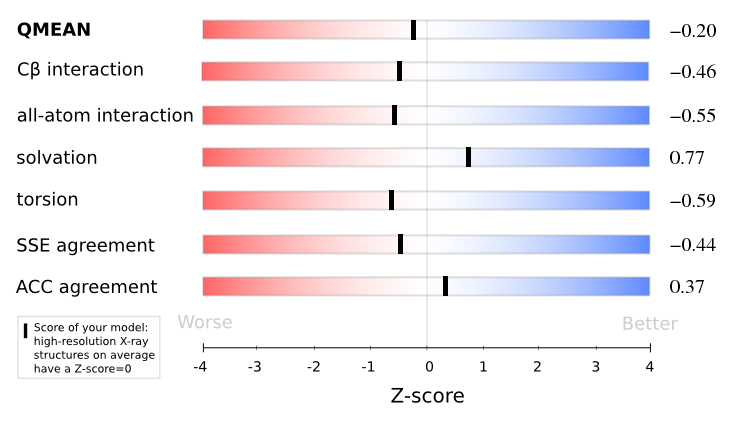 QMEAN −0.20
Cβ interaction −0.46
all-atom interaction −0.55
solvation 0.77
torsion −0.59
SSE agreement −0.44
ACC agreement 0.37
Worse Better
Score of your model:
high-resolution X-ray
structures on average
have a Z-score=0
-4 -3 -2 -1 0 1 2 3 4
Z-score